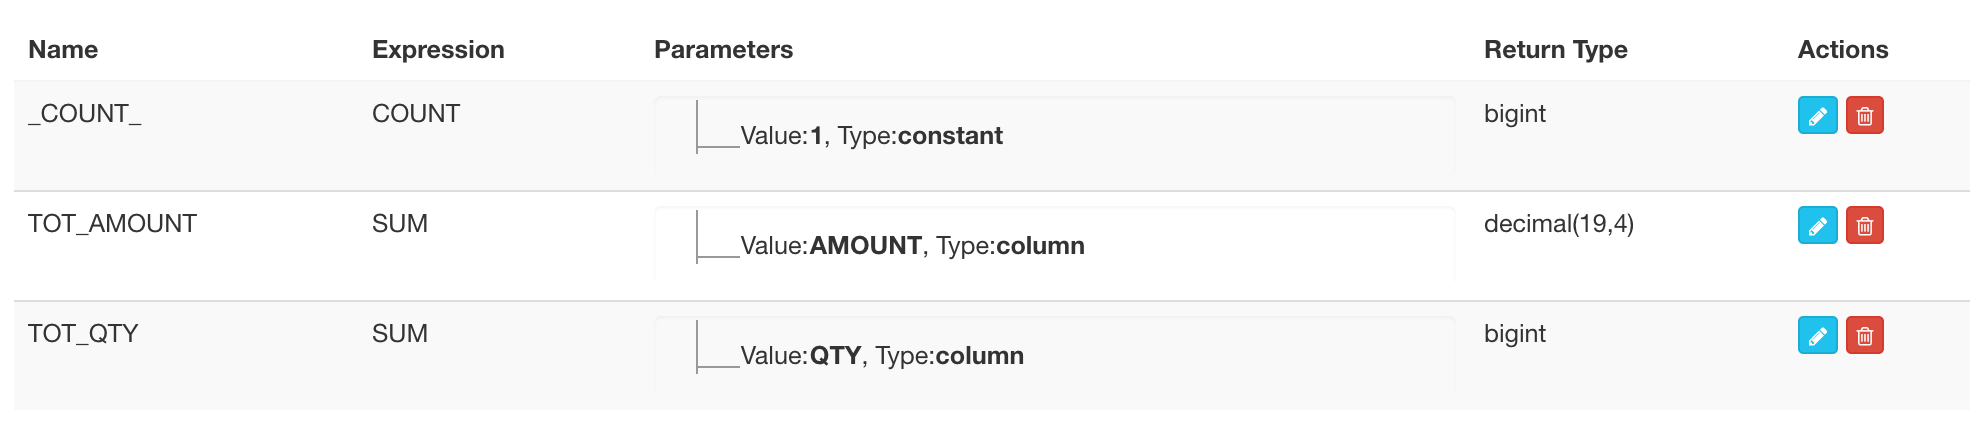 Name Expression Parameters Return Type Actions
_COUNT_ COUNT Value:1, Type:constant bigint
TOT_AMOUNT SUM Value:AMOUNT, Type:column decimal(19,4)
TOT_QTY SUM Value:QTY, Type:column bigint